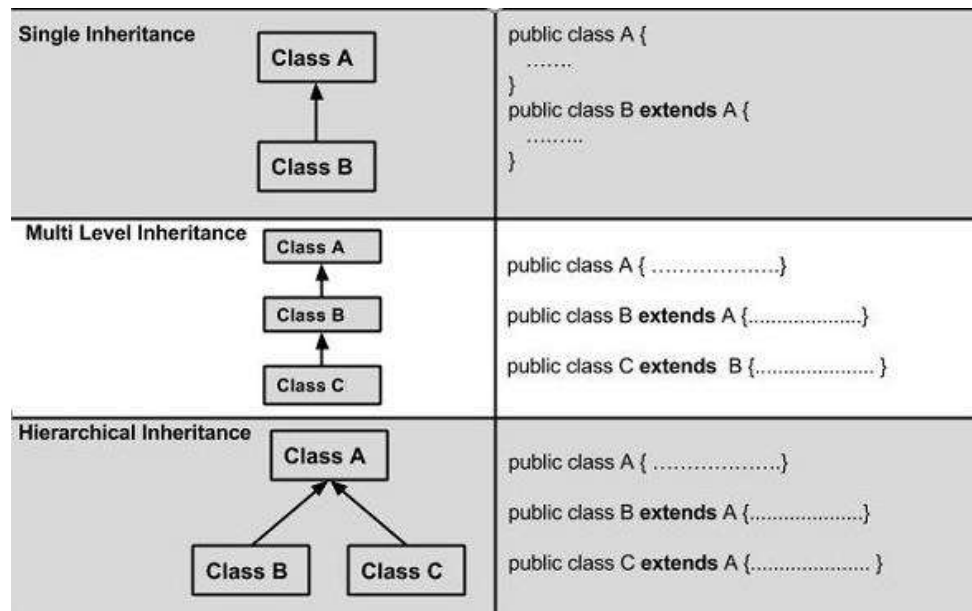 Single Inheritance
Class A
Class B
public class A {
.......
}
public class B extends A {
.........
}
Multi Level Inheritance
Class A
Class B
Class C
public class A { ...................}
public class B extends A {....................}
public class C extends B {..................... }
Hierarchical Inheritance
Class A
Class B
Class C
public class A { ...................}
public class B extends A {....................}
public class C extends A {..................... }